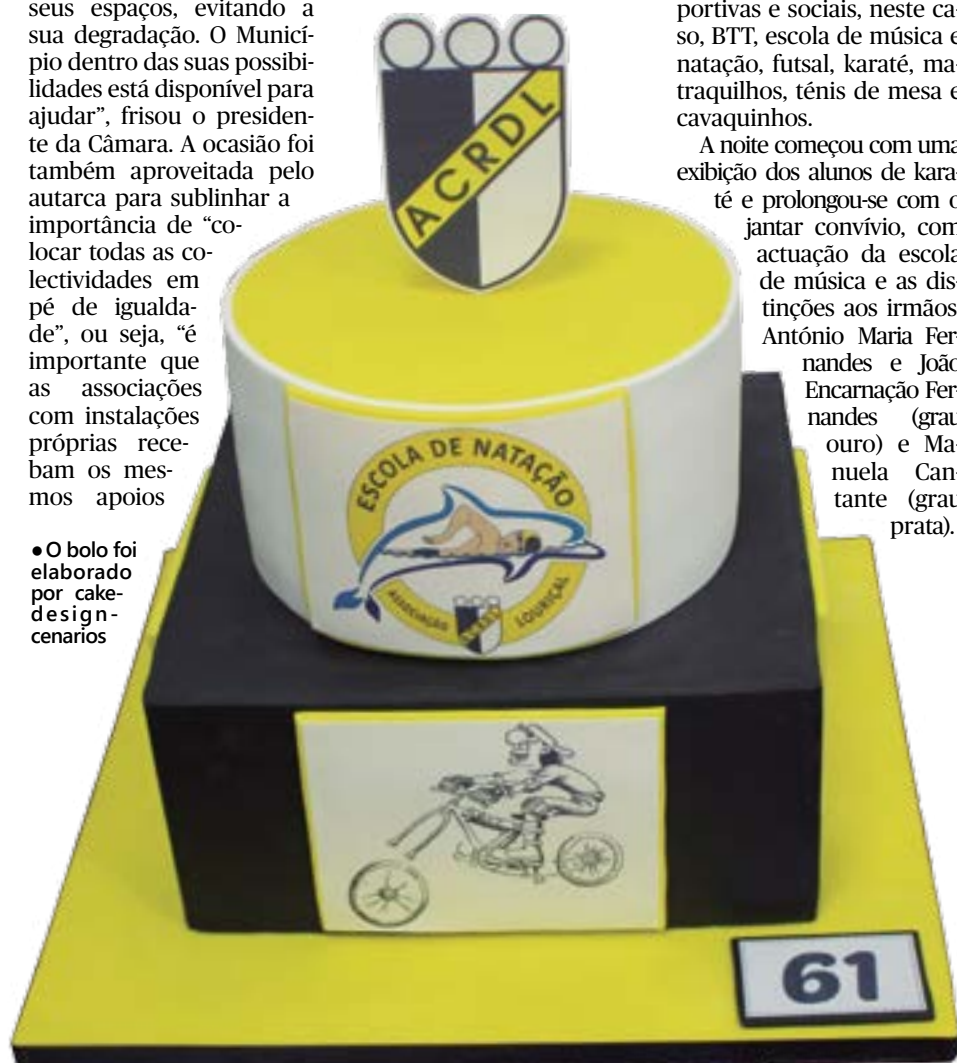 seus espaços, evitando a
sua degradação. O Municí-
pio dentro das suas possibi-
lidades está disponível para
ajudar”, frisou o presiden-
te da Câmara. A ocasião foi
também aproveitada pelo
autarca para sublinhar a
importância de “co-
locar todas as co-
lectividades em
pé de igualda-
de”, ou seja, “é
importante que
as associações
com instalações
próprias rece-
bam os mes-
mos apoios
●O bolo foi
elaborado
por cake-
design-
cenarios
portivas e sociais, neste ca-
so, BTT, escola de música e
natação, futsal, karaté, ma-
traquilhos, ténis de mesa e
cavaquinhos.
A noite começou com uma
exibição dos alunos de kara-
té e prolongou-se com o
jantar convívio, com
actuação da escola
de música e as dis-
tinções aos irmãos
António Maria Fer-
nandes e João
Encarnação Fer-
nandes (grau
ouro) e Ma-
nuela Can-
tante (grau
prata).
ACRDL
ESCOLA DE NATAÇÃO
ASSOCIAÇÃO LOURIÇAL
ACRDL
61